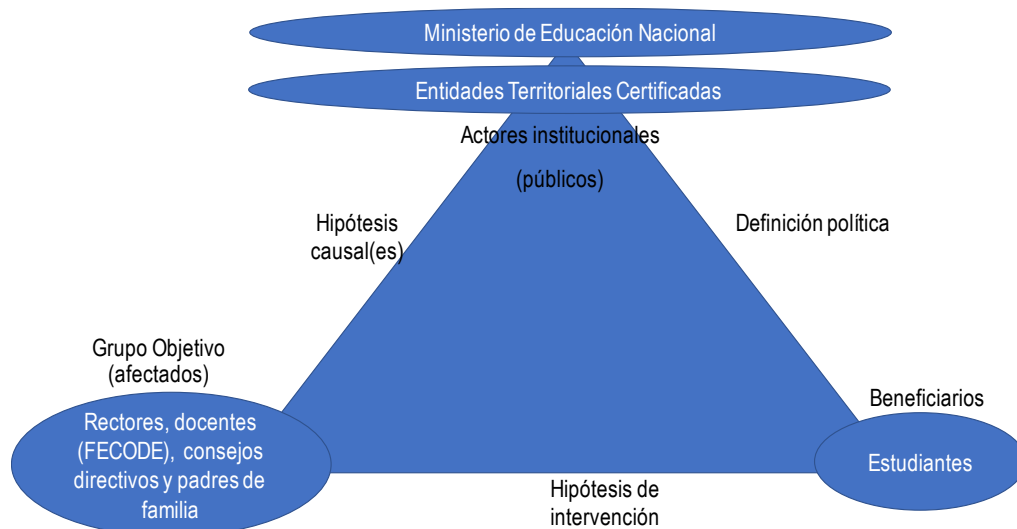 Ministerio de Educación Nacional
Entidades Territoriales Certificadas
Actores institucionales
(públicos)
Hipótesis
causal(es)
Definición política
Grupo Objetivo
(afectados)
Rectores, docentes
(FECODE), consejos
directivos y padres de
familia
Beneficiarios
Estudiantes
Hipótesis de
intervención